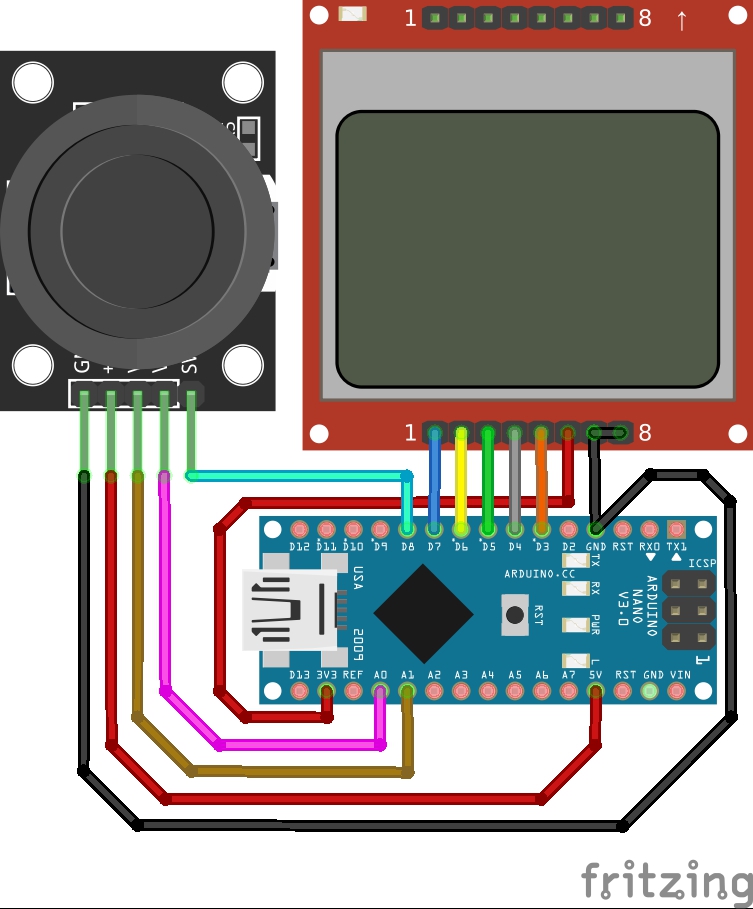 1 8 ↑
1 8
D12 D11 D10 D9 D8 D7 D6 D5 D4 D3 D2 GND RST RX0 TX1
ICSP
TX
ARDUINO.CC
RX
USA
2009
RST
PWR
L
ARDUINO
NANO
V3.0
1
D13 3V3 REF A0 A1 A2 A3 A4 A5 A6 A7 5V RST GND VIN
fritzing